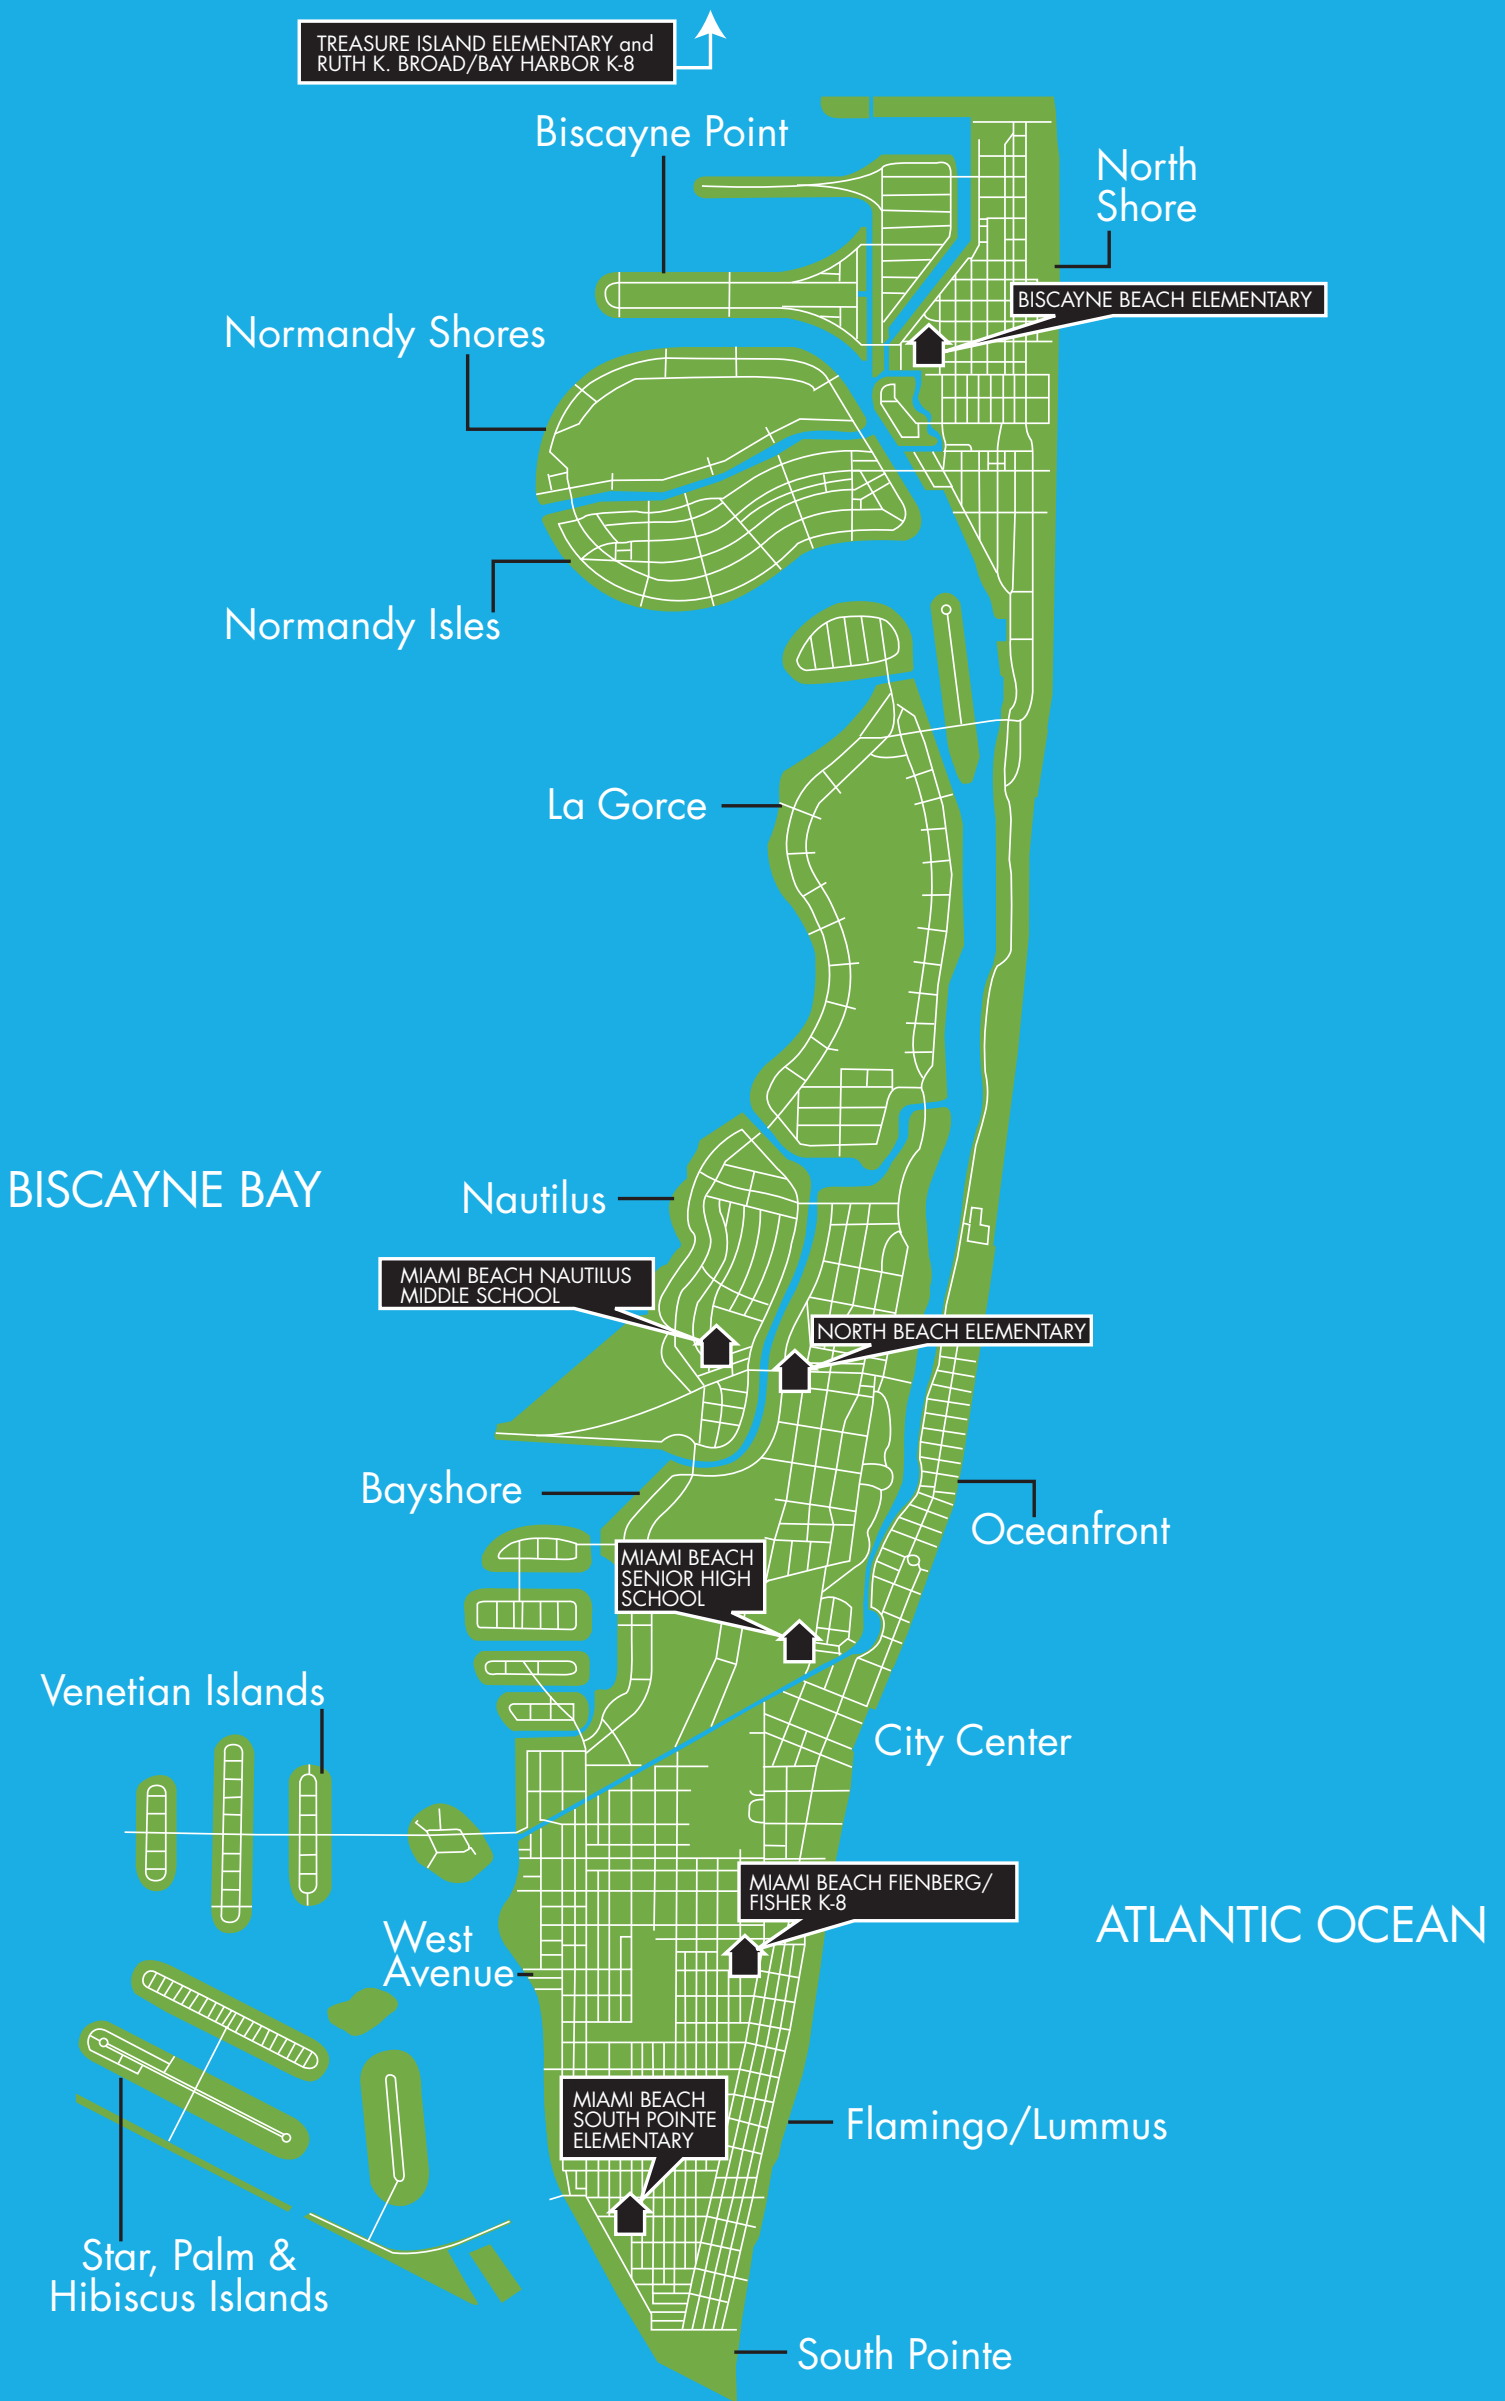 TREASURE ISLAND ELEMENTARY and
RUTH K. BROAD/BAY HARBOR K-8
Biscayne Point
North
Shore
BISCAYNE BEACH ELEMENTARY
Normandy Shores
Normandy Isles
La Gorce
BISCAYNE BAY
Nautilus
MIAMI BEACH NAUTILUS
MIDDLE SCHOOL
NORTH BEACH ELEMENTARY
Bayshore
Oceanfront
MIAMI BEACH
SENIOR HIGH
SCHOOL
Venetian Islands
City Center
MIAMI BEACH FIENBERG/
FISHER K-8
ATLANTIC OCEAN
West
Avenue
MIAMI BEACH
SOUTH POINTE
ELEMENTARY
Flamingo/Lummus
Star, Palm &
Hibiscus Islands
South Pointe